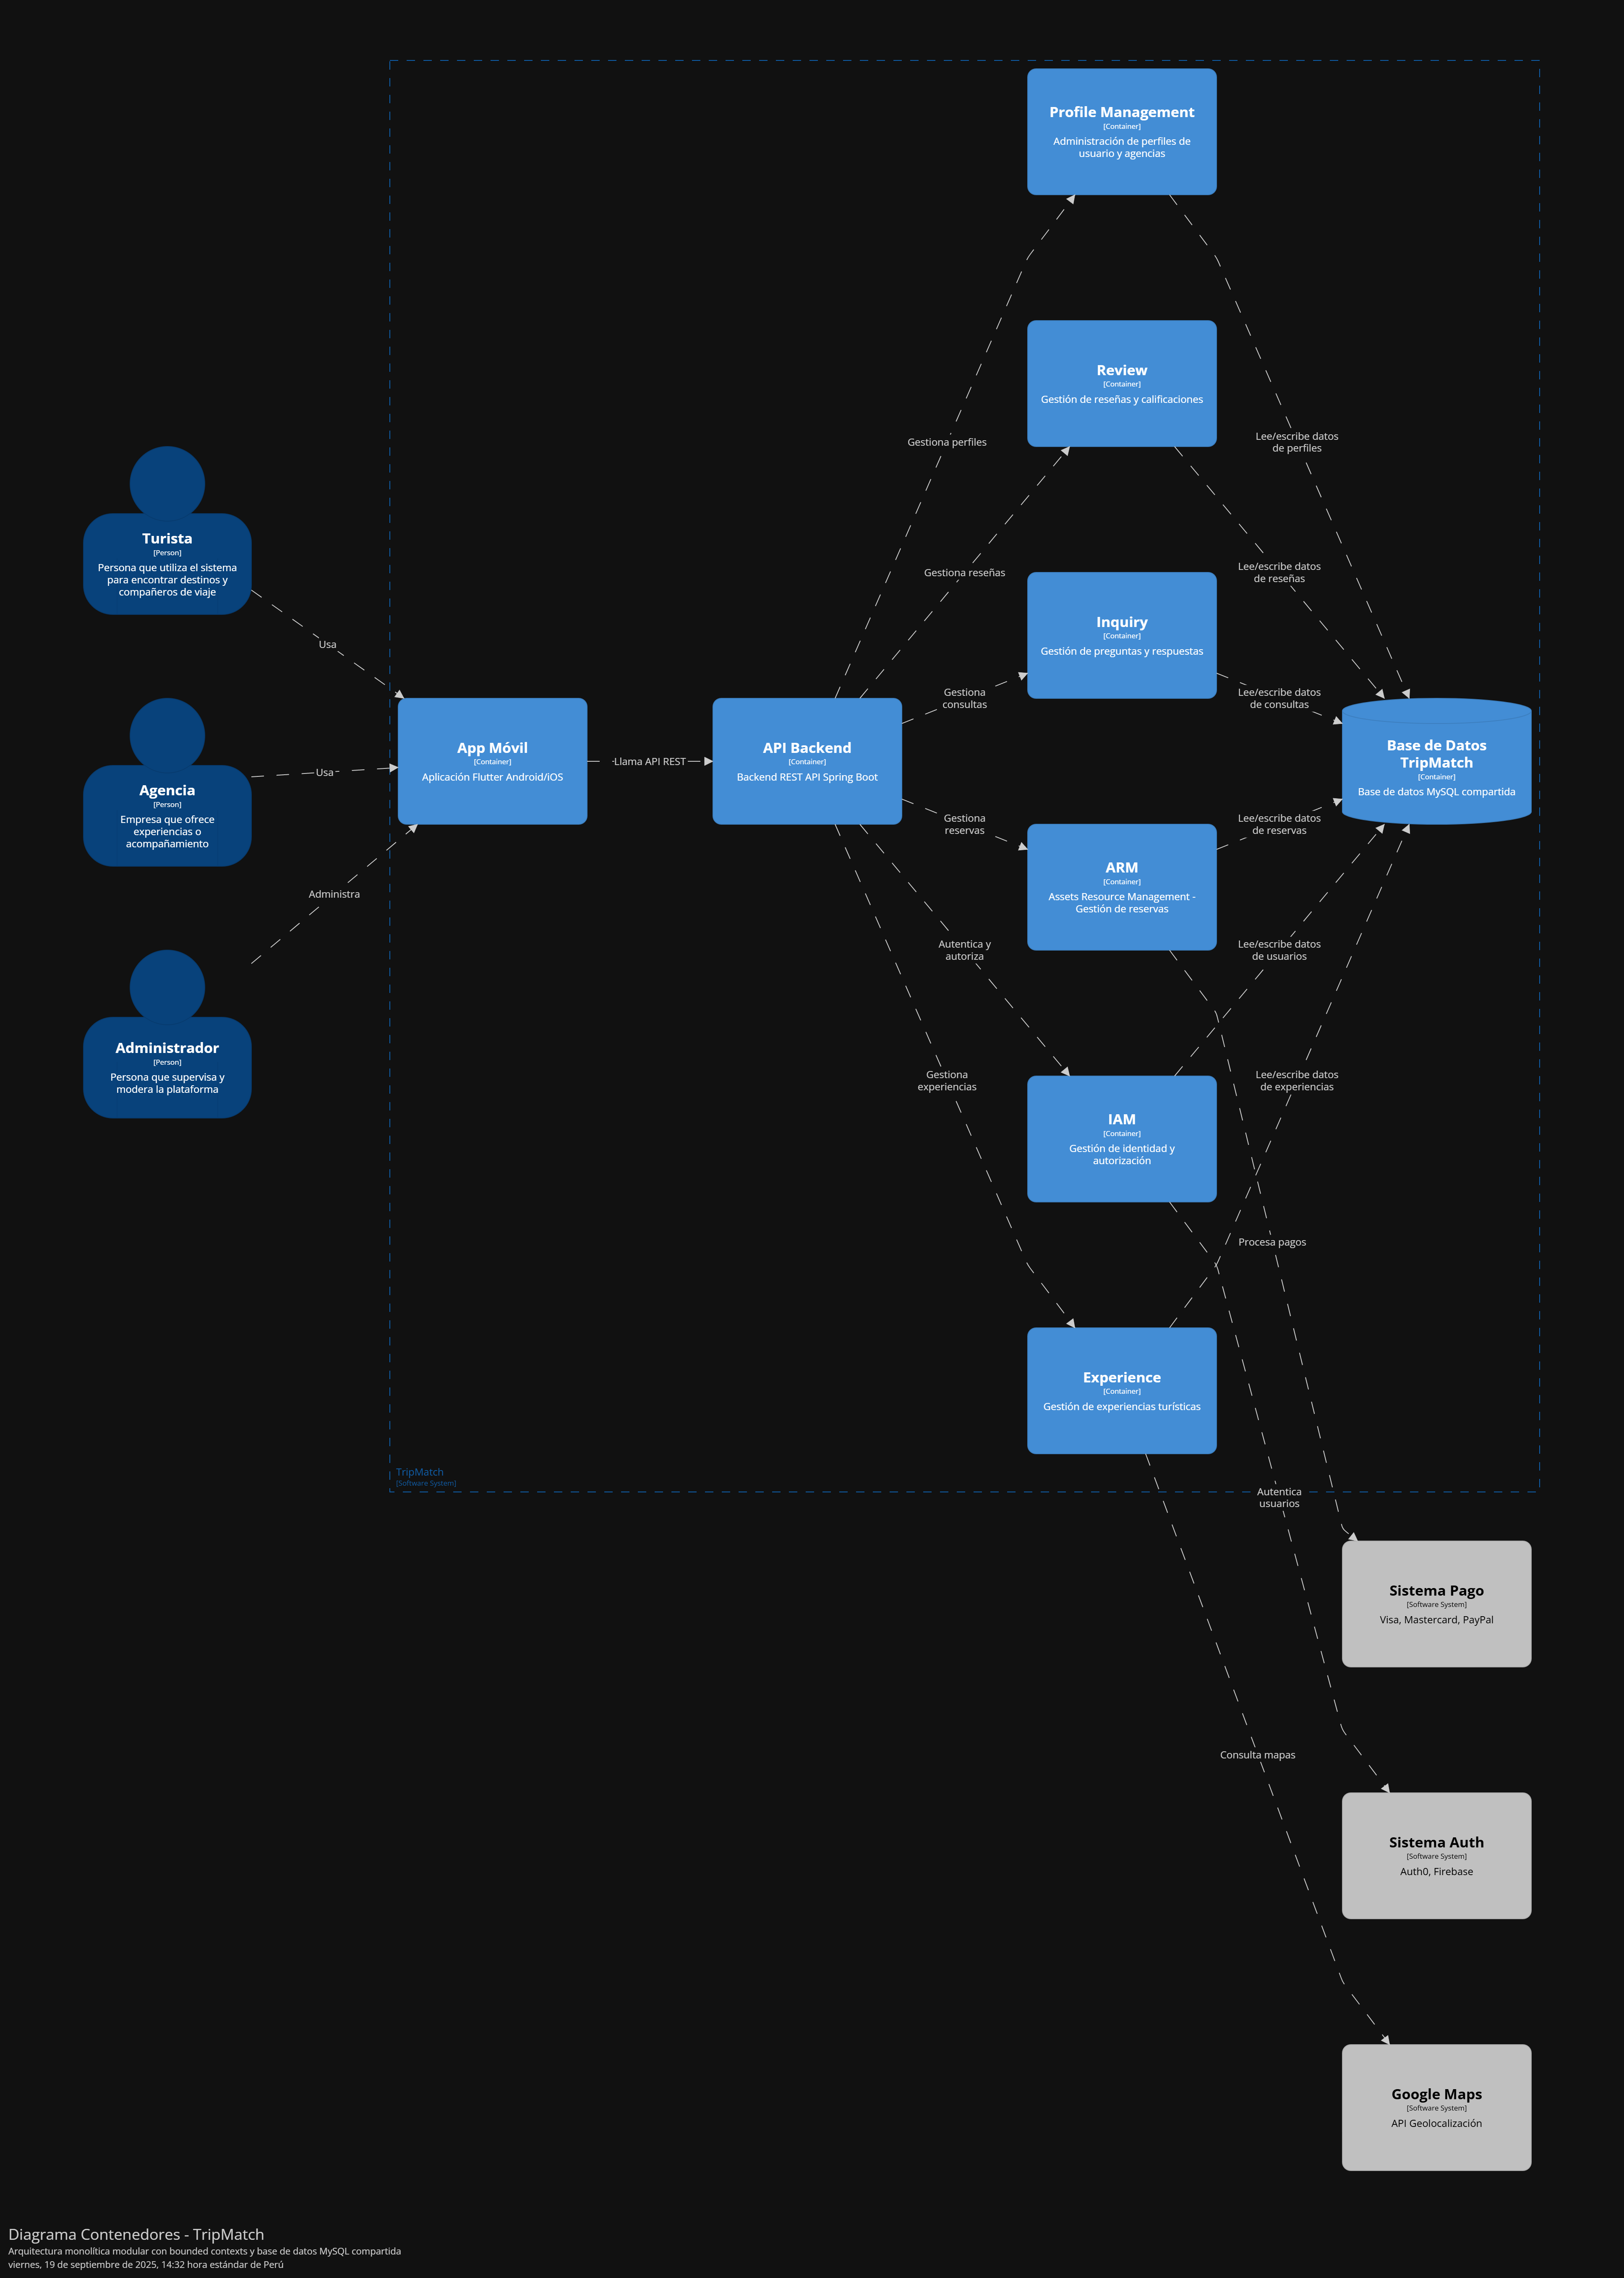 Profile Management
[Container]
Administración de perfiles de
usuario y agencias
Review
[Container]
Gestión de reseñas y calificaciones
Gestiona perfiles
Lee/escribe datos
de perfiles
Turista
[Person]
Persona que utiliza el sistema
para encontrar destinos y
compañeros de viaje
Gestiona reseñas
Lee/escribe datos
de reseñas
Inquiry
[Container]
Gestión de preguntas y respuestas
Usa
Gestiona
consultas
Lee/escribe datos
de consultas
Agencia
[Person]
Empresa que ofrece
experiencias o
acompañamiento
Usa
App Móvil
[Container]
Aplicación Flutter Android/iOS
Llama API REST
API Backend
[Container]
Backend REST API Spring Boot
Base de Datos
TripMatch
[Container]
Base de datos MySQL compartida
Gestiona
reservas
Lee/escribe datos
de reservas
ARM
[Container]
Assets Resource Management -
Gestión de reservas
Administra
Autentica y
autoriza
Lee/escribe datos
de usuarios
Administrador
[Person]
Persona que supervisa y
modera la plataforma
Gestiona
experiencias
Lee/escribe datos
de experiencias
IAM
[Container]
Gestión de identidad y
autorización
Procesa pagos
Experience
[Container]
Gestión de experiencias turísticas
TripMatch
[Software System]
Autentica
usuarios
Sistema Pago
[Software System]
Visa, Mastercard, PayPal
Consulta mapas
Sistema Auth
[Software System]
Auth0, Firebase
Google Maps
[Software System]
API Geolocalización
Diagrama Contenedores - TripMatch
Arquitectura monolítica modular con bounded contexts y base de datos MySQL compartida
viernes, 19 de septiembre de 2025, 14:32 hora estándar de Perú